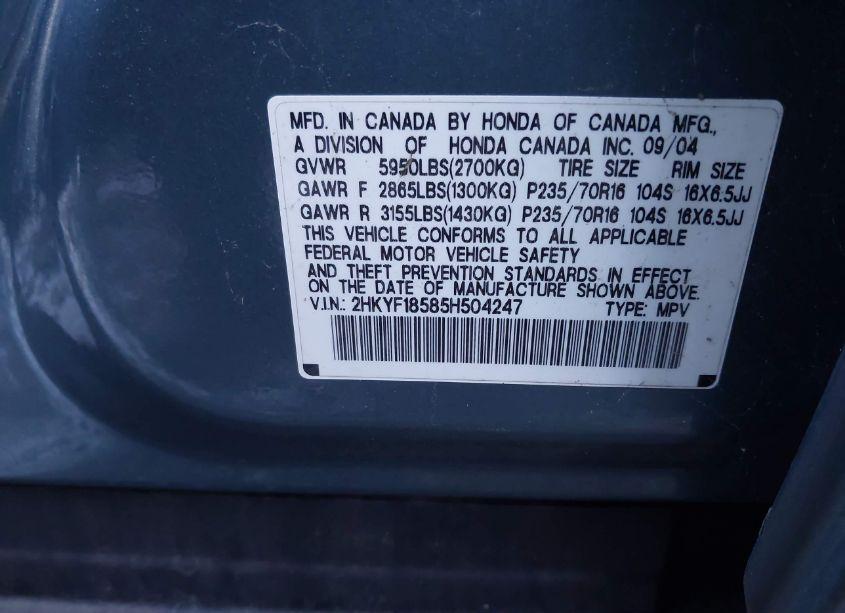 MFD. IN CANADA BY HONDA OF CANADA MFG.,
A DIVISION OF HONDA CANADA INC. 09/04
GVWR 5950LBS(2700KG) TIRE SIZE RIM SIZE
GAWR F 2865LBS(1300KG) P235/70R16 104S 16X6.5JJ
GAWR R 3155LBS(1430KG) P235/70R16 104S 16X6.5JJ
THIS VEHICLE CONFORMS TO ALL APPLICABLE
FEDERAL MOTOR VEHICLE SAFETY
AND THEFT PREVENTION STANDARDS IN EFFECT
ON THE DATE OF MANUFACTURE SHOWN ABOVE.
V.I.N.: 2HKYF18585H504247 TYPE: MPV